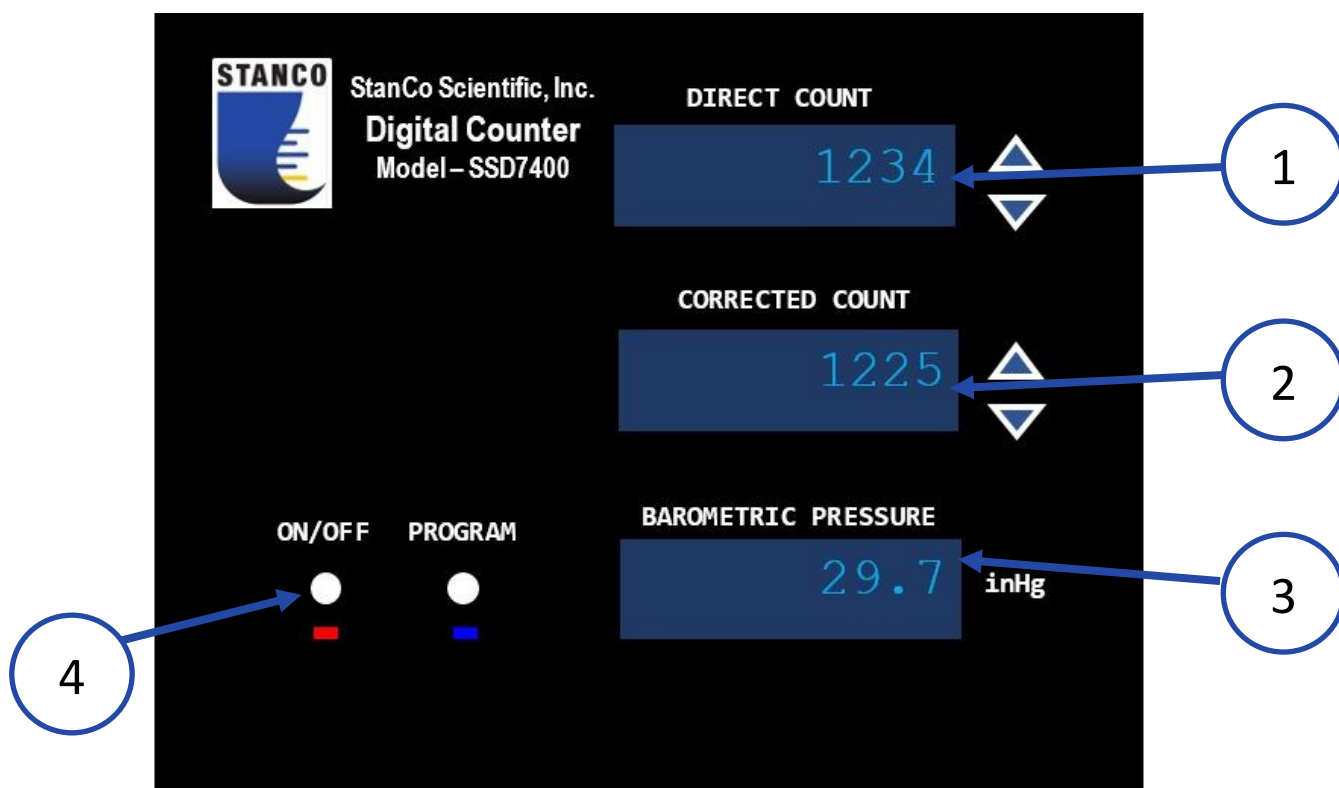 STANCO
StanCo Scientific, Inc.
Digital Counter
Model – SSD7400
DIRECT COUNT
1234
1
CORRECTED COUNT
1225
2
ON/OFF
PROGRAM
BAROMETRIC PRESSURE
29.7
inHg
3
4